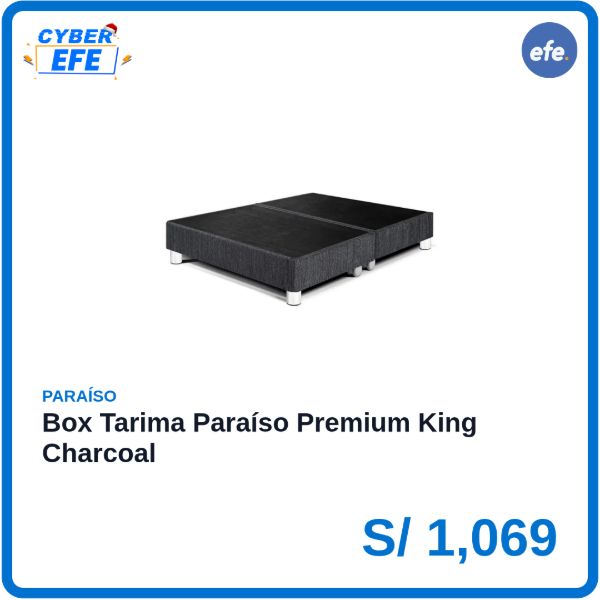 CYBER
EFE
efe.
PARAÍSO
Box Tarima Paraíso Premium King
Charcoal
S/ 1,069